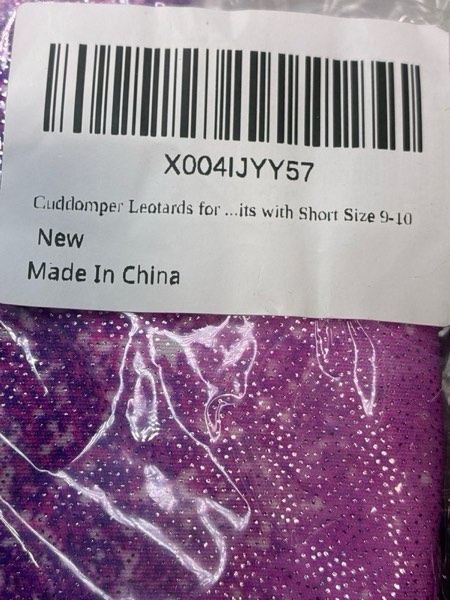 X004IJYY57
Cuddomper Leotards for ...its with Short Size 9-10
New
Made In China